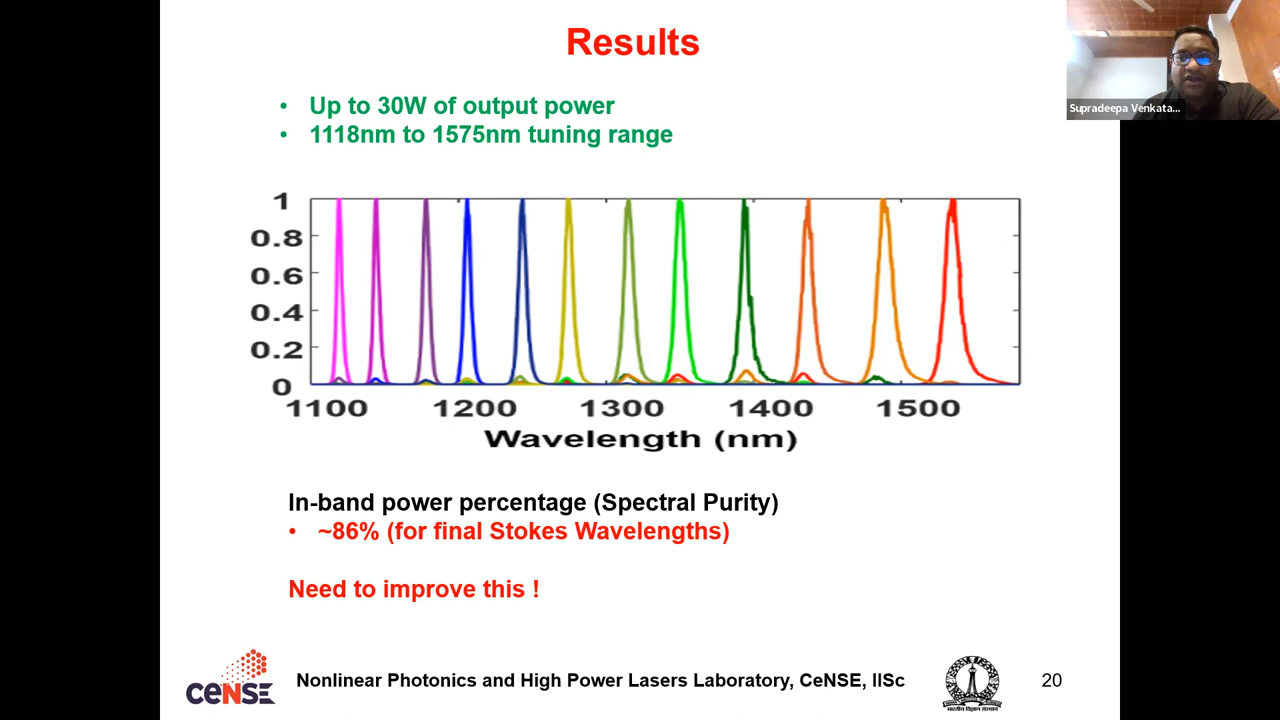 Results
• Up to 30W of output power
• 1118nm to 1575nm tuning range
Supradeepa Venkata...
1
0.8
0.6
0.4
0.2
0
1100 1200 1300 1400 1500
Wavelength (nm)
In-band power percentage (Spectral Purity)
• ~86% (for final Stokes Wavelengths)
Need to improve this !
CeNSE
Nonlinear Photonics and High Power Lasers Laboratory, CeNSE, IISc
भारतीय विज्ञान संस्थान
20